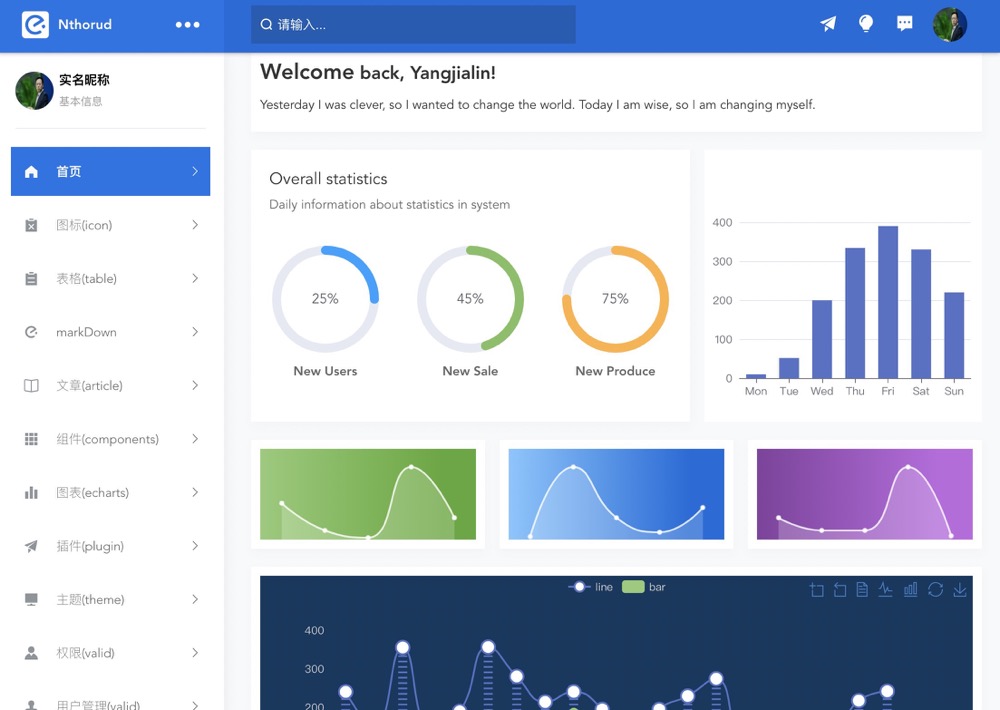 Nthorud
请输入...
实名昵称
基本信息
首页
图标(icon)
表格(table)
markDown
文章(article)
组件(components)
图表(echarts)
插件(plugin)
主题(theme)
权限(valid)
用户管理(valid)
Welcome back, Yangjialin!
Yesterday I was clever, so I wanted to change the world. Today I am wise, so I am changing myself.
Overall statistics
Daily information about statistics in system
25%
45%
75%
New Users
New Sale
New Produce
400
300
200
100
0
Mon Tue Wed Thu Fri Sat Sun
line bar
400
300
200